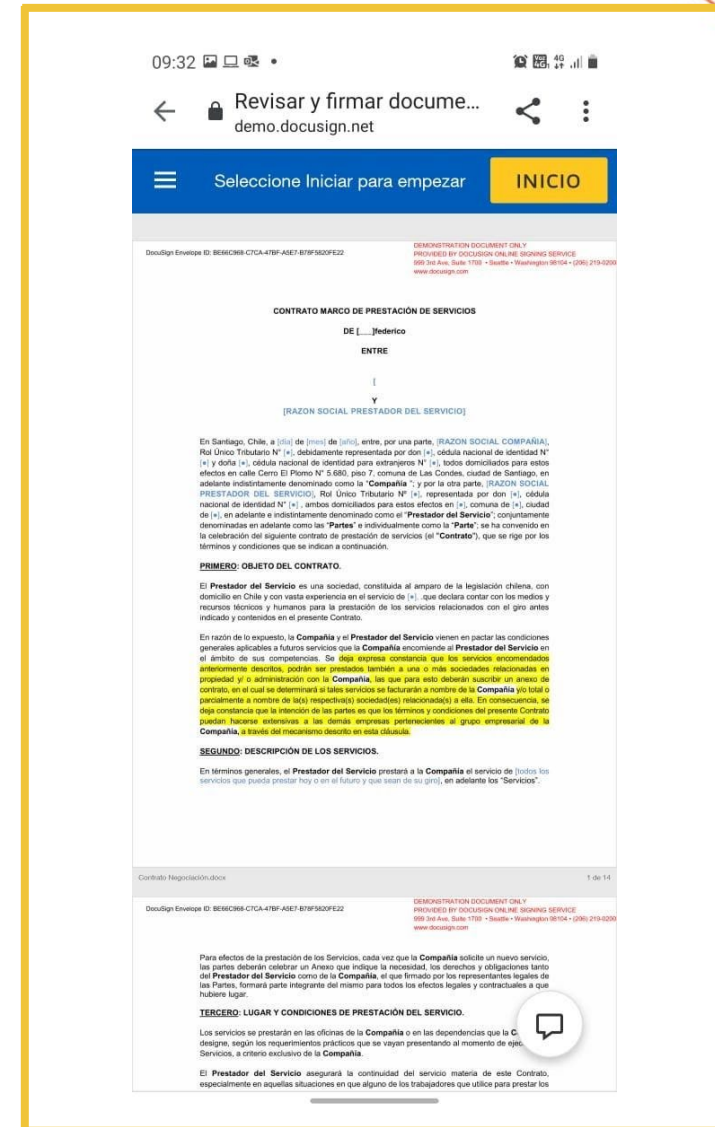 09:32
4G
Revisar y firmar docume...
demo.docusign.net
Seleccione Iniciar para empezar
INICIO
DocuSign Envelope ID: BE66C968-C7CA-47BF-A5E7-B78F5820FE22
DEMONSTRATION DOCUMENT ONLY
PROVIDED BY DOCUSIGN ONLINE SIGNING SERVICE
999 3rd Ave, Suite 1700 • Seattle • Washington 98104 • (206) 219-0200
www.docusign.com
CONTRATO MARCO DE PRESTACIÓN DE SERVICIOS
DE [___]federico
ENTRE
[
Y
[RAZON SOCIAL PRESTADOR DEL SERVICIO]
En Santiago, Chile, a [día] de [mes] de [año], entre, por una parte, [RAZON SOCIAL COMPAÑIA],
Rol Único Tributario N° [●], debidamente representada por don [●], cédula nacional de identidad N°
[●] y doña [●], cédula nacional de identidad para extranjeros N° [●], todos domiciliados para estos
efectos en calle Cerro El Plomo N° 5.680, piso 7, comuna de Las Condes, ciudad de Santiago, en
adelante indistintamente denominado como la "Compañía "; y por la otra parte, [RAZON SOCIAL
PRESTADOR DEL SERVICIO], Rol Único Tributario Nº [●], representada por don [●], cédula
nacional de identidad N° [●] , ambos domiciliados para estos efectos en [●], comuna de [●], ciudad
de [●], en adelante e indistintamente denominado como el "Prestador del Servicio"; conjuntamente
denominadas en adelante como las "Partes" e individualmente como la "Parte"; se ha convenido en
la celebración del siguiente contrato de prestación de servicios (el "Contrato"), que se rige por los
términos y condiciones que se indican a continuación.
PRIMERO: OBJETO DEL CONTRATO.
El Prestador del Servicio es una sociedad, constituida al amparo de la legislación chilena, con
domicilio en Chile y con vasta experiencia en el servicio de [●]. .que declara contar con los medios y
recursos técnicos y humanos para la prestación de los servicios relacionados con el giro antes
indicado y contenidos en el presente Contrato.
En razón de lo expuesto, la Compañía y el Prestador del Servicio vienen en pactar las condiciones
generales aplicables a futuros servicios que la Compañía encomiende al Prestador del Servicio en
el ámbito de sus competencias. Se deja expresa constancia que los servicios encomendados
anteriormente descritos, podrán ser prestados también a una o más sociedades relacionadas en
propiedad y/ o administración con la Compañía, las que para esto deberán suscribir un anexo de
contrato, en el cual se determinará si tales servicios se facturarán a nombre de la Compañía y/o total o
parcialmente a nombre de la(s) respectiva(s) sociedad(es) relacionada(s) a ella. En consecuencia, se
deja constancia que la intención de las partes es que los términos y condiciones del presente Contrato
puedan hacerse extensivas a las demás empresas pertenecientes al grupo empresarial de la
Compañía, a través del mecanismo descrito en esta cláusula.
SEGUNDO: DESCRIPCIÓN DE LOS SERVICIOS.
En términos generales, el Prestador del Servicio prestará a la Compañía el servicio de [todos los
servicios que pueda prestar hoy o en el futuro y que sean de su giro], en adelante los "Servicios".
Contrato Negociación.docx
1 de 14
DocuSign Envelope ID: BE66C968-C7CA-47BF-A5E7-B78F5820FE22
DEMONSTRATION DOCUMENT ONLY
PROVIDED BY DOCUSIGN ONLINE SIGNING SERVICE
999 3rd Ave, Suite 1700 • Seattle • Washington 98104 • (206) 219-0200
www.docusign.com
Para efectos de la prestación de los Servicios, cada vez que la Compañía solicite un nuevo servicio,
las partes deberán celebrar un Anexo que indique la necesidad, los derechos y obligaciones tanto
del Prestador del Servicio como de la Compañía, el que firmado por los representantes legales de
las Partes, formará parte integrante del mismo para todos los efectos legales y contractuales a que
hubiere lugar.
TERCERO: LUGAR Y CONDICIONES DE PRESTACIÓN DEL SERVICIO.
Los servicios se prestarán en las oficinas de la Compañía o en las dependencias que la
designe, según los requerimientos prácticos que se vayan presentando al momento de
Servicios, a criterio exclusivo de la Compañía.
El Prestador del Servicio asegurará la continuidad del servicio materia de este Contrato,
especialmente en aquellas situaciones en que alguno de los trabajadores que utilice para prestar los